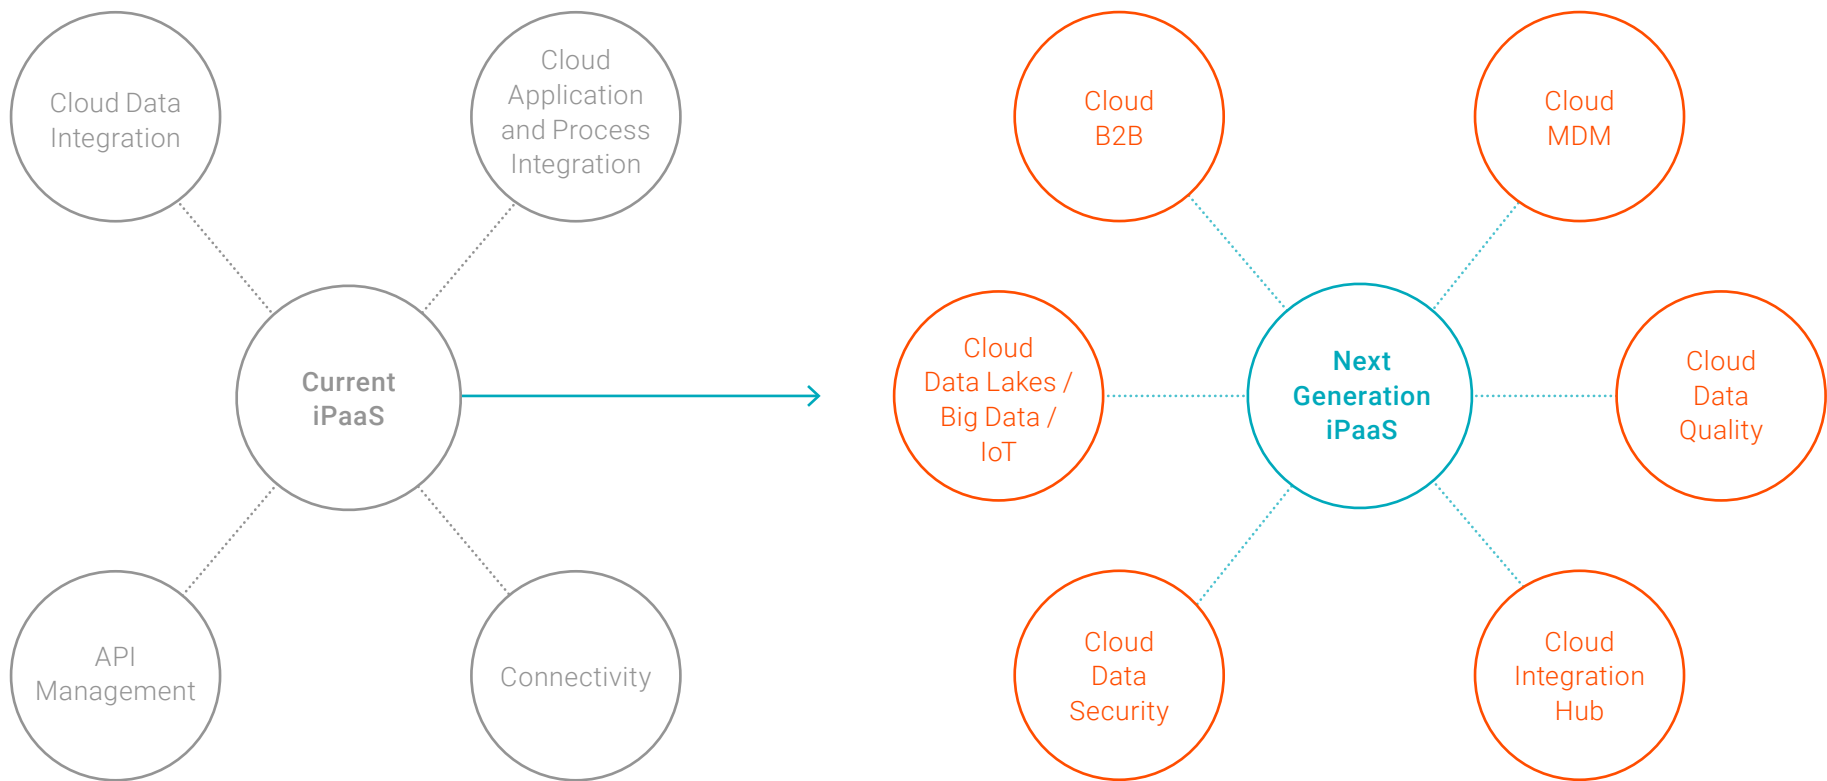 Cloud Data
Integration
Cloud
Application
and Process
Integration
Current
iPaaS
API
Management
Connectivity
Cloud
B2B
Cloud
MDM
Cloud
Data Lakes /
Big Data /
IoT
Next
Generation
iPaaS
Cloud
Data
Quality
Cloud
Data
Security
Cloud
Integration
Hub